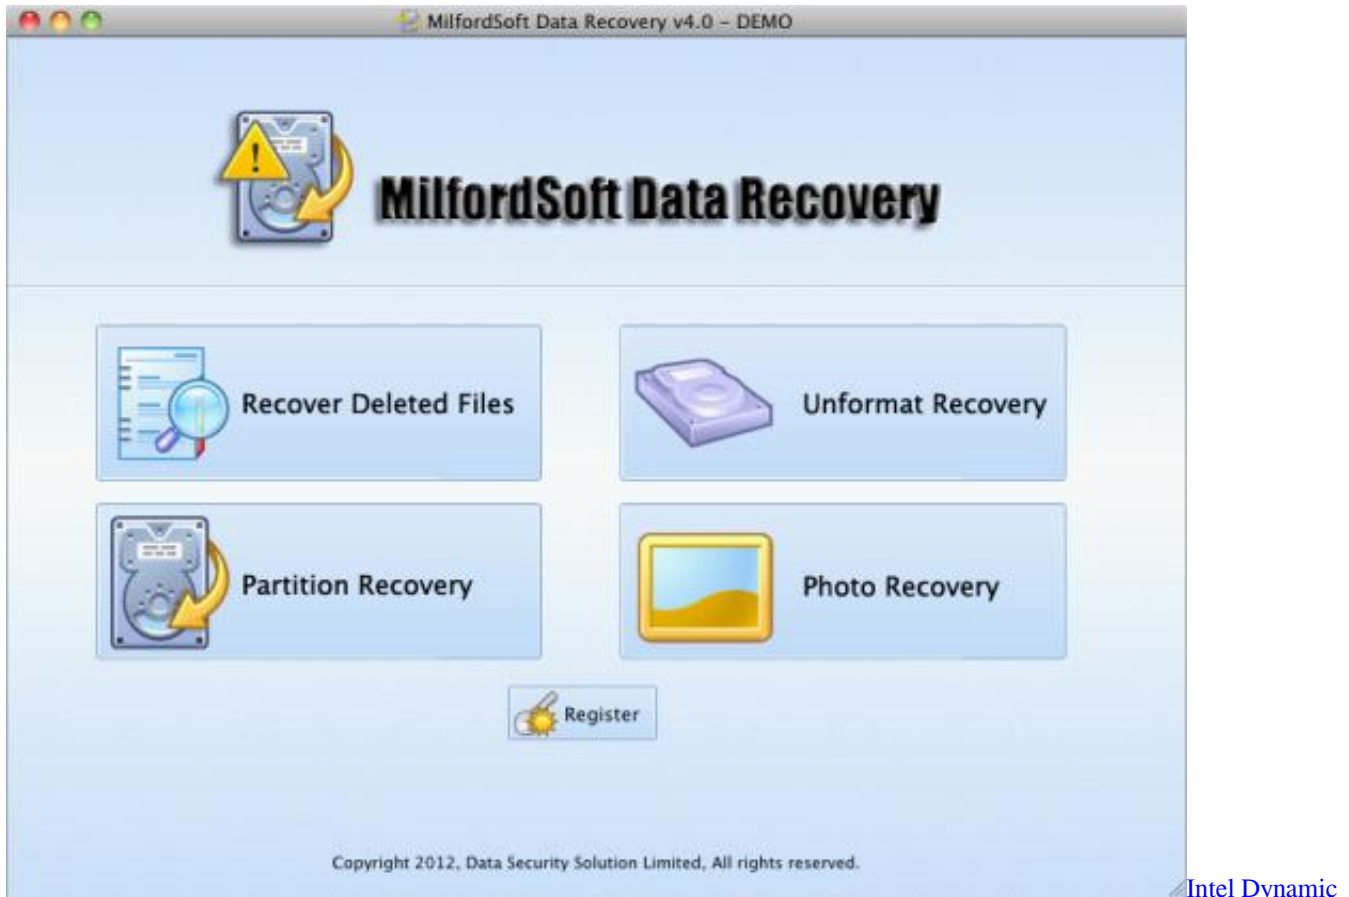 MilfordSoft Data Recovery v4.0 – DEMO
MilfordSoft Data Recovery
Recover Deleted Files
Unformat Recovery
Partition Recovery
Photo Recovery
Register
Copyright 2012, Data Security Solution Limited, All rights reserved.
Intel Dynamic